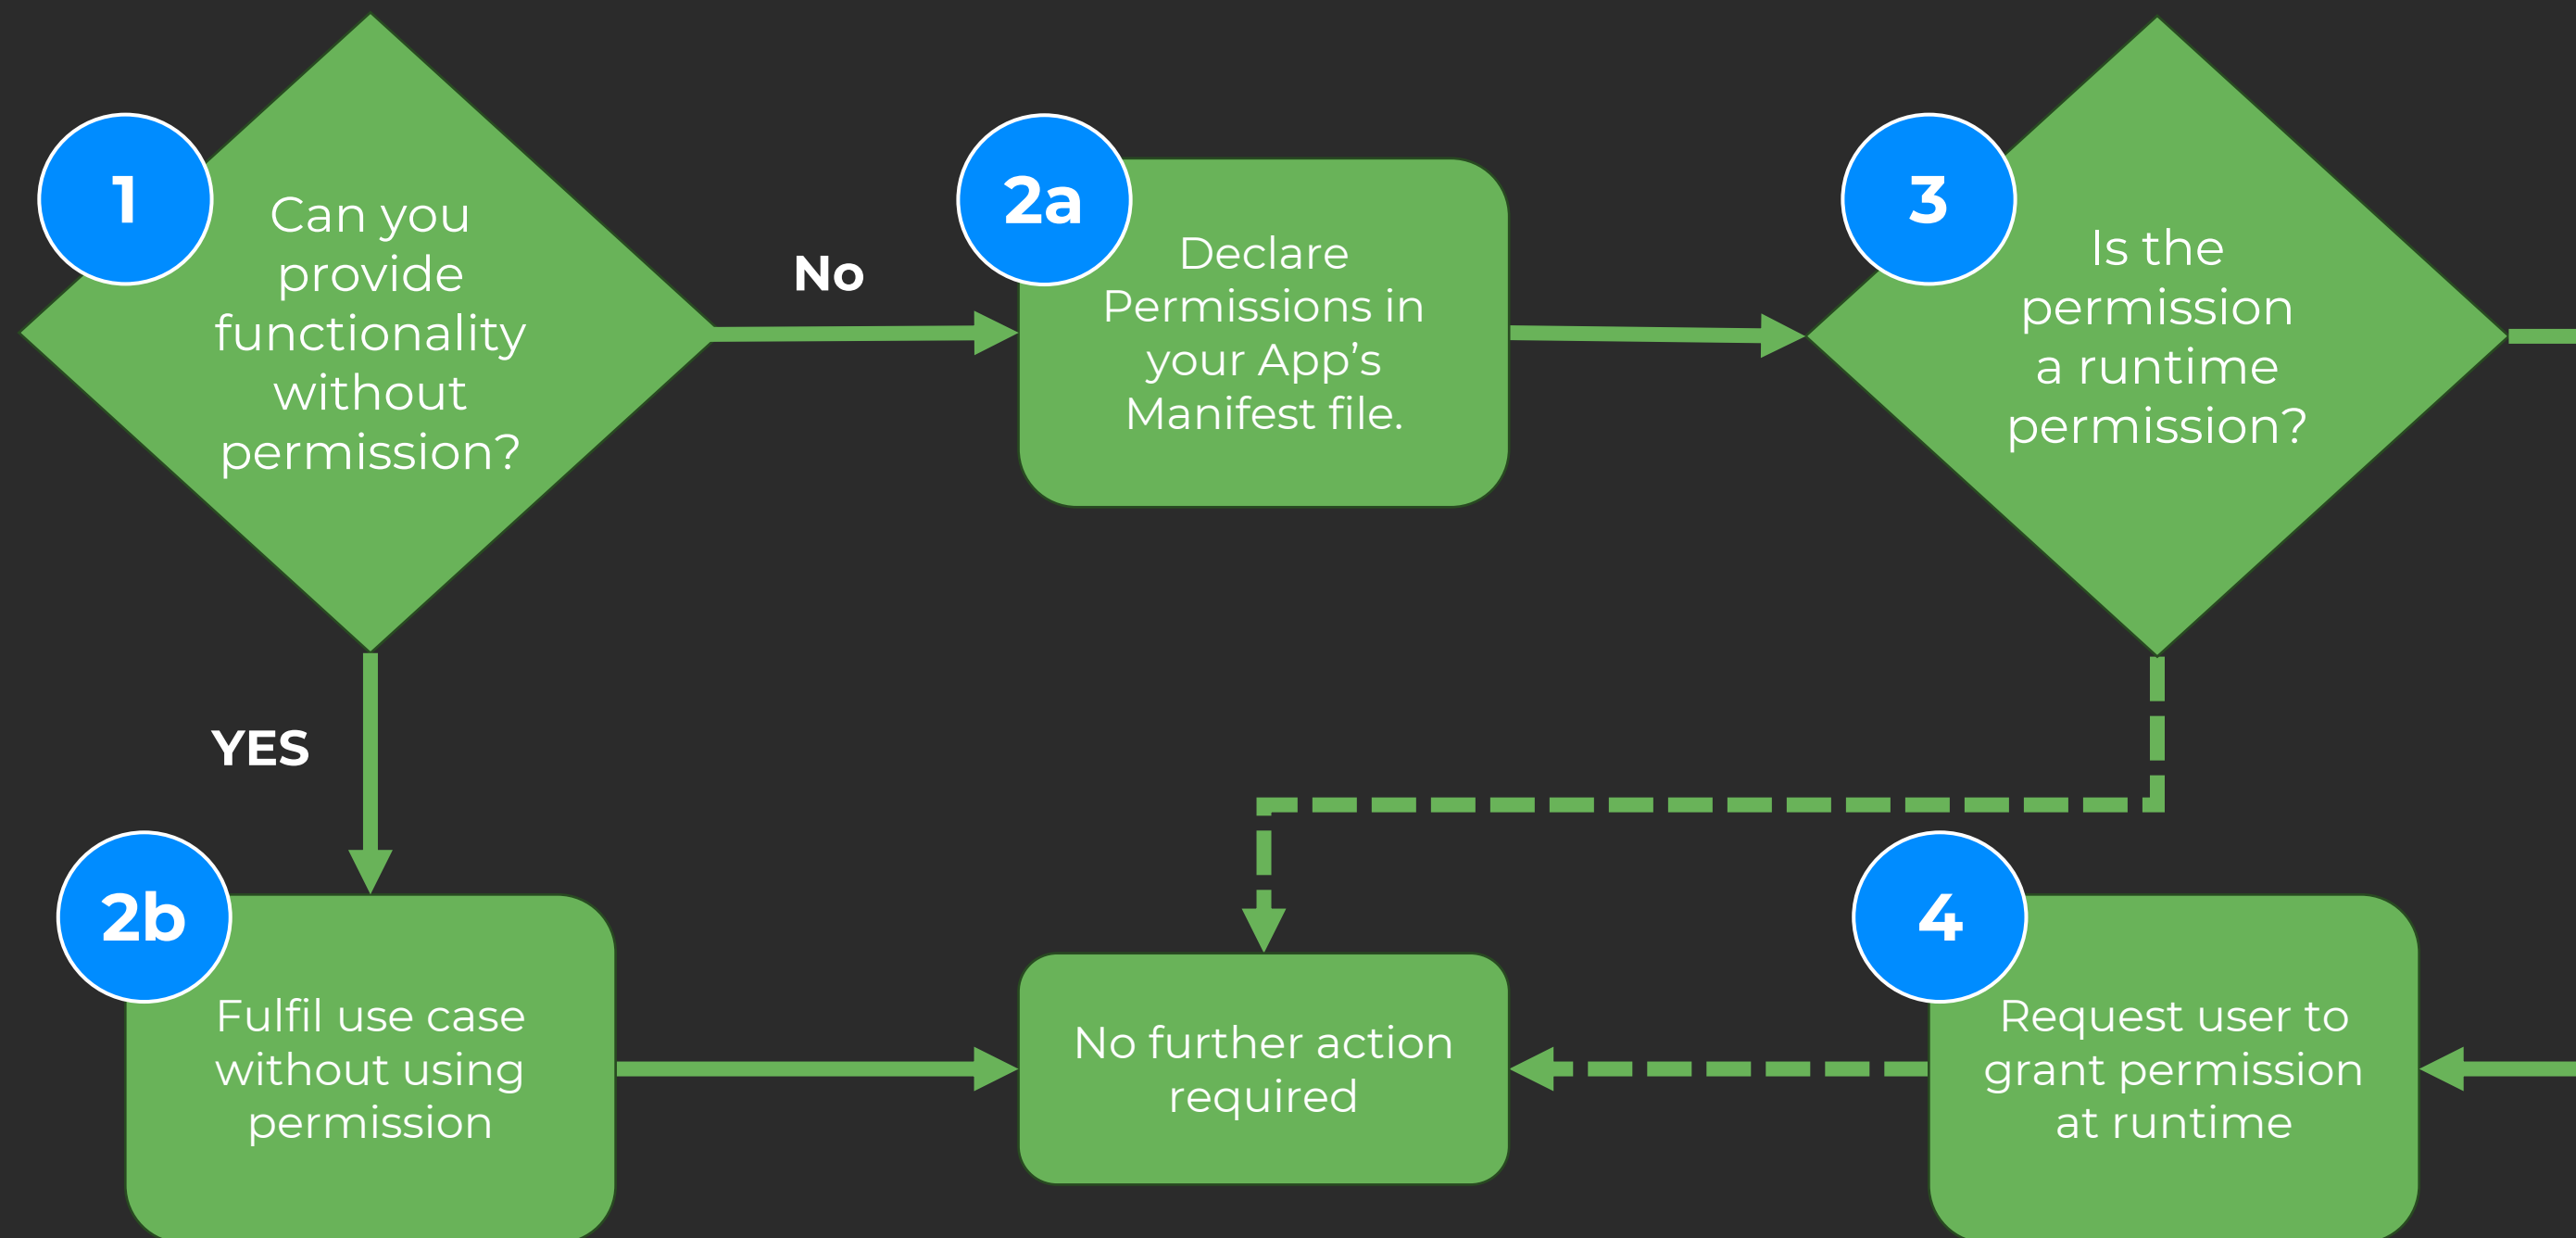 1
Can you
provide
functionality
without
permission?
No
2a
Declare
Permissions in
your App’s
Manifest file.
3
Is the
permission
a runtime
permission?
YES
2b
Fulfil use case
without using
permission
No further action
required
4
Request user to
grant permission
at runtime